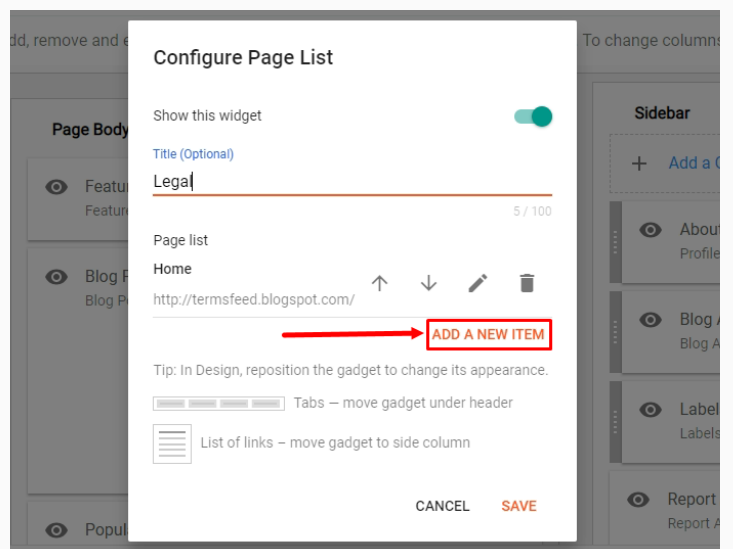 dd, remove and e
To change columns
Configure Page List
Show this widget
Title (Optional)
Legal
5 / 100
Page list
Home
http://termsfeed.blogspot.com/
ADD A NEW ITEM
Tip: In Design, reposition the gadget to change its appearance.
Tabs — move gadget under header
List of links – move gadget to side column
CANCEL
SAVE
Page Body
Featu
Feature
Blog P
Blog Po
Popul
Sidebar
Add a G
About
Profile
Blog A
Blog A
Label
Labels
Report
Report A